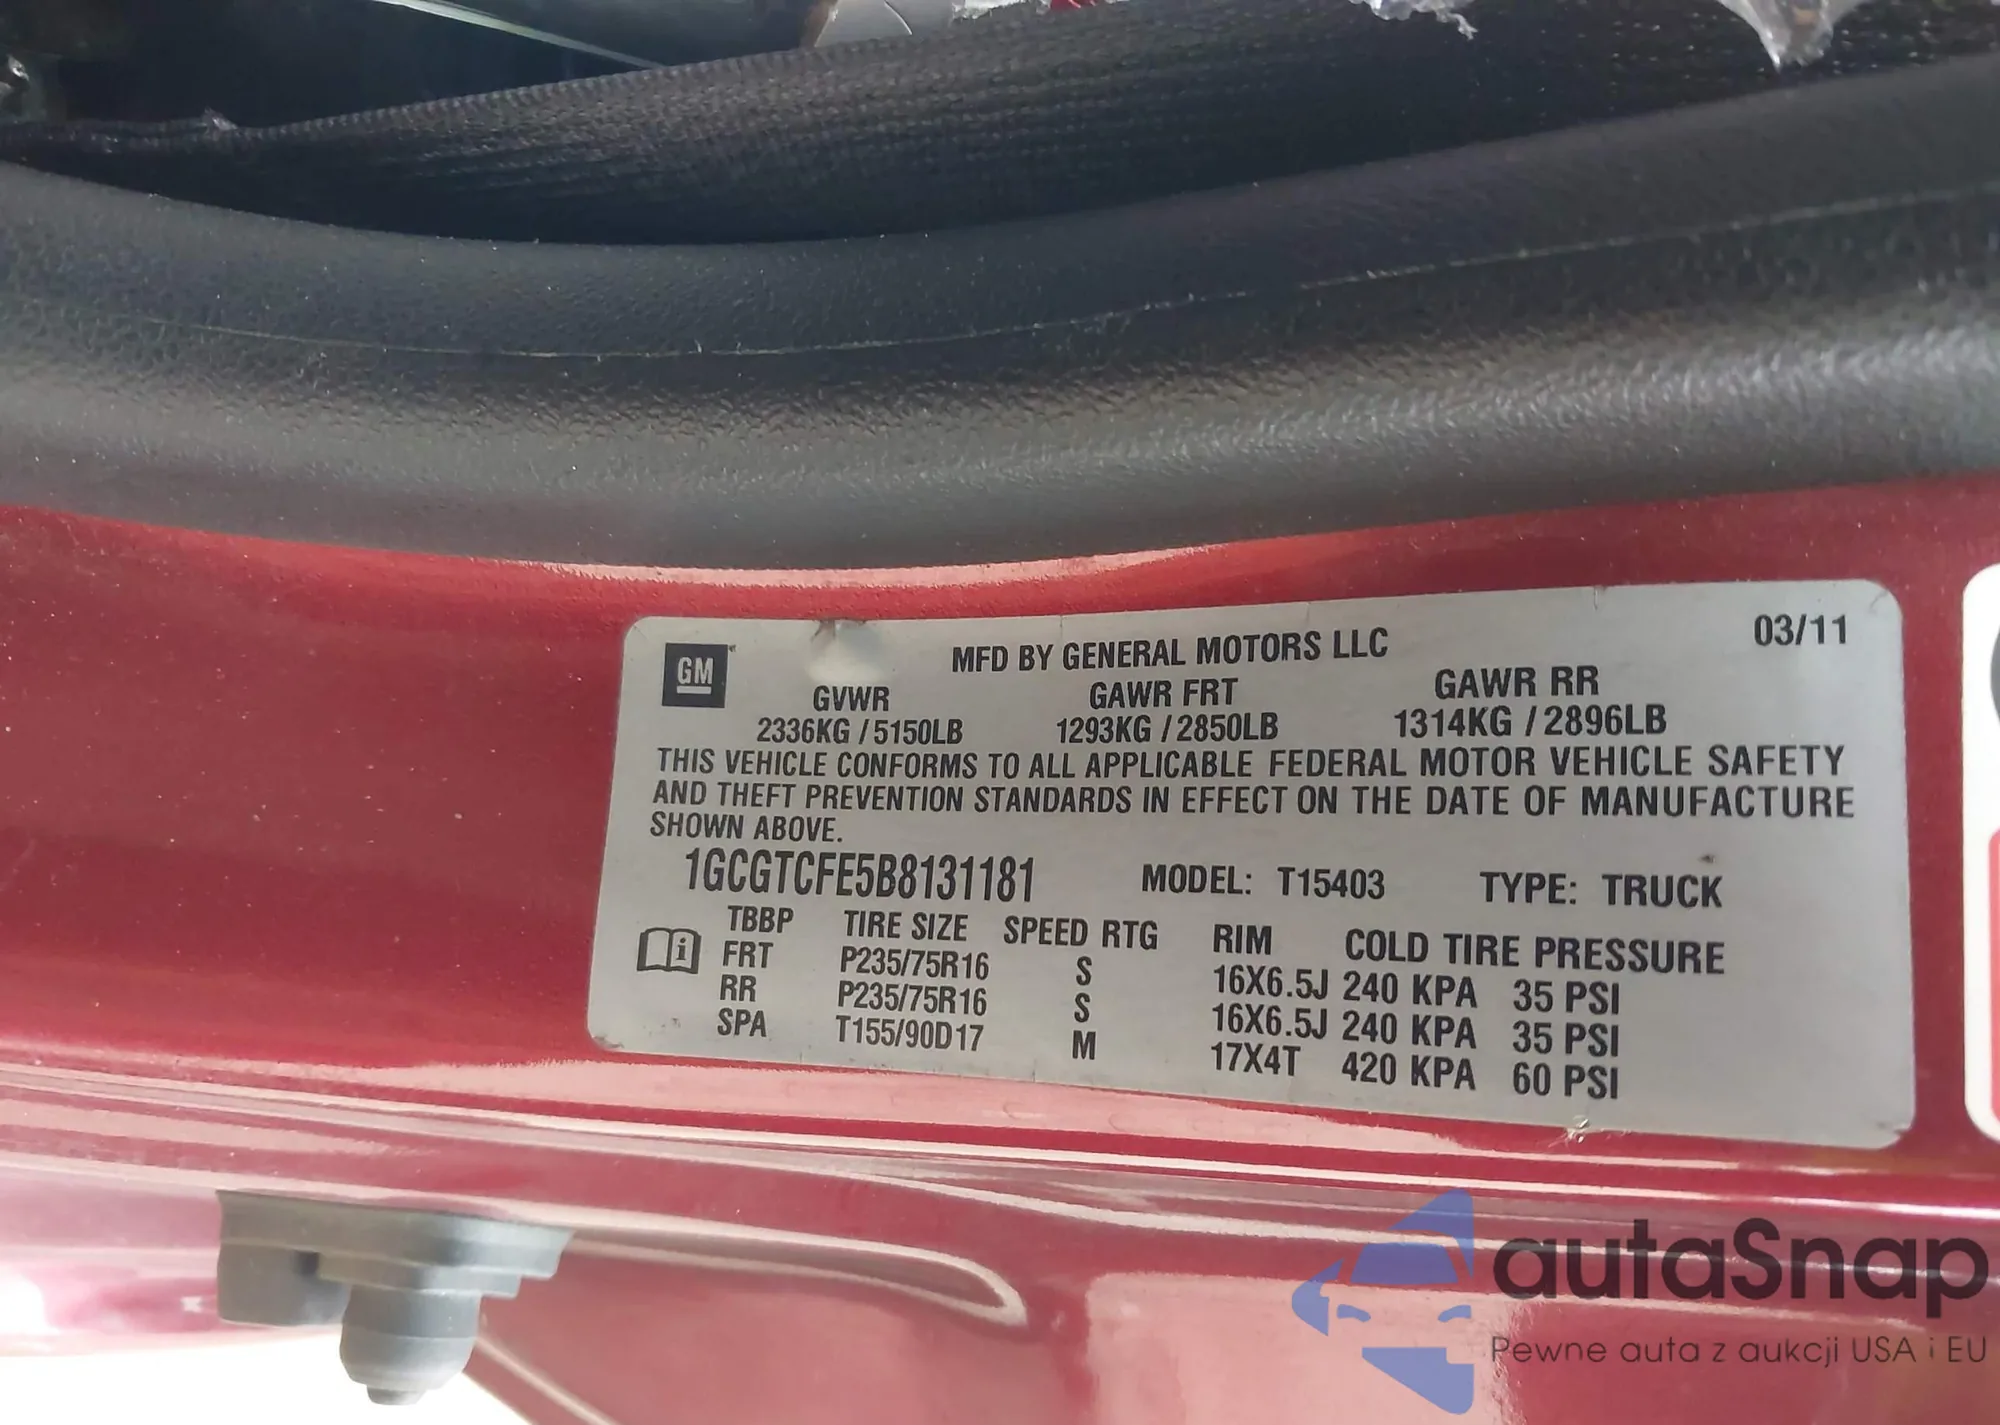 GM
MFD BY GENERAL MOTORS LLC
03/11
GVWR GAWR FRT GAWR RR
2336KG / 5150LB 1293KG / 2850LB 1314KG / 2896LB
THIS VEHICLE CONFORMS TO ALL APPLICABLE FEDERAL MOTOR VEHICLE SAFETY
AND THEFT PREVENTION STANDARDS IN EFFECT ON THE DATE OF MANUFACTURE
SHOWN ABOVE.
1GCGTCFE5B8131181 MODEL: T15403 TYPE: TRUCK
TBBP TIRE SIZE SPEED RTG RIM COLD TIRE PRESSURE
FRT P235/75R16 S 16X6.5J 240 KPA 35 PSI
RR P235/75R16 S 16X6.5J 240 KPA 35 PSI
SPA T155/90D17 M 17X4T 420 KPA 60 PSI
autaSnap
Pewne auta z aukcji USA i EU